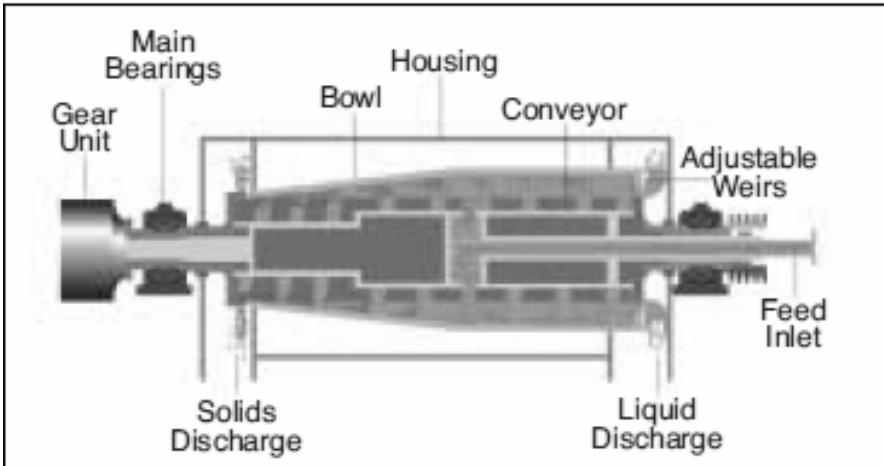 Main
Bearings
Housing
Bowl
Conveyor
Gear
Unit
Adjustable
Weirs
Feed
Inlet
Solids
Discharge
Liquid
Discharge